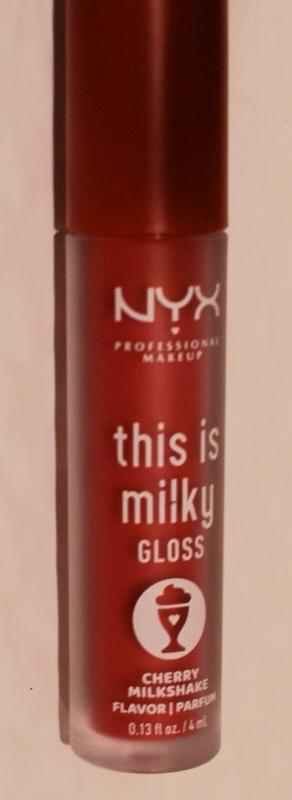 NYX
PROFESSIONAL
MAKEUP
this is
milky
GLOSS
CHERRY
MILKSHAKE
FLAVOR | PARFUM
0.13 fl oz. / 4 mL